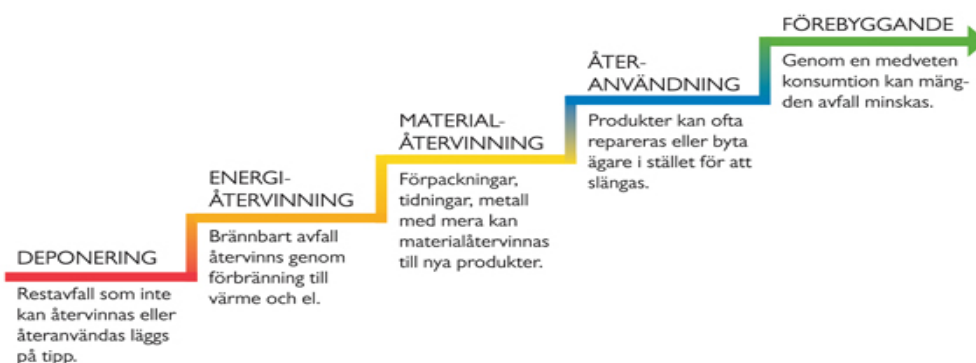 DEPONERING
Restavfall som inte
kan återvinnas eller
återanvändas läggs
på tipp.
ENERGI-
ÅTERVINNING
Brännbart avfall
återvinns genom
förbränning till
värme och el.
MATERIAL-
ÅTERVINNING
Förpackningar,
tidningar, metall
med mera kan
materialåtervinnas
till nya produkter.
ÅTER-
ANVÄNDNING
Produkter kan ofta
repareras eller byta
ägare i stället för att
slängas.
FÖREBYGGANDE
Genom en medveten
konsumtion kan mäng-
den avfall minskas.